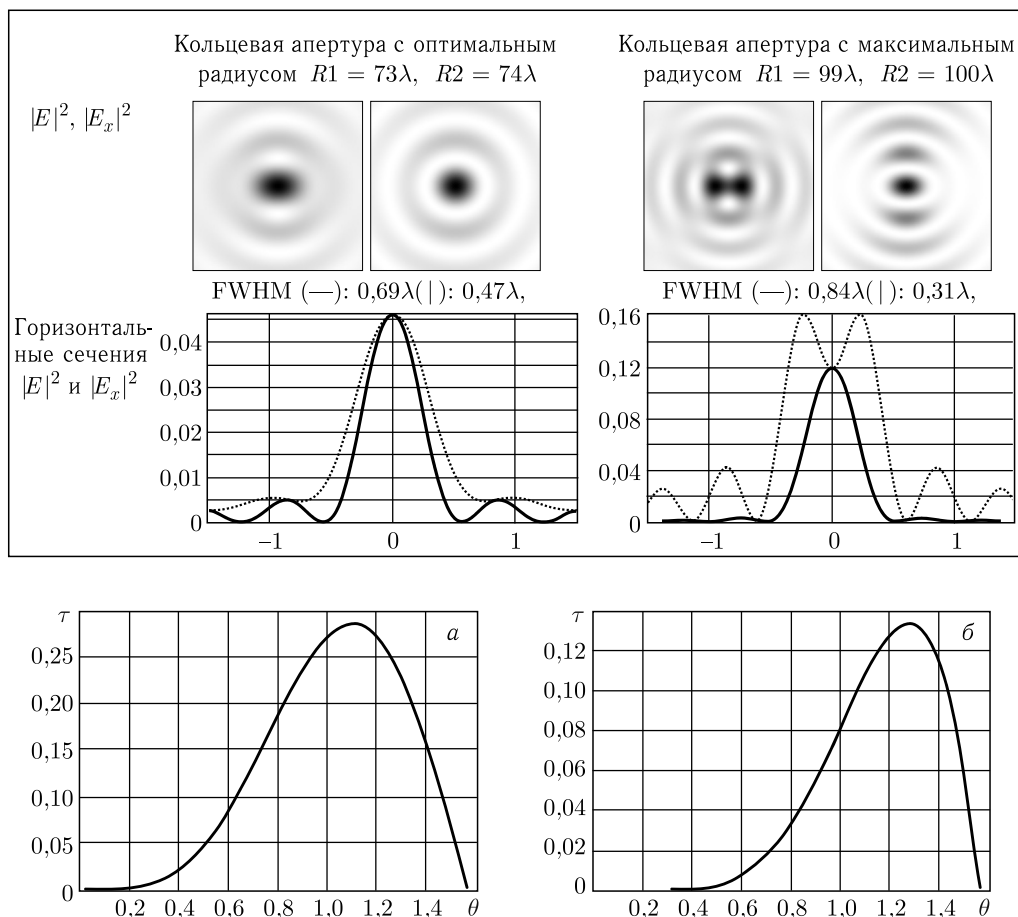 Кольцевая апертура с оптимальным
радиусом R1 = 73λ, R2 = 74λ
Кольцевая апертура с максимальным
радиусом R1 = 99λ, R2 = 100λ
|E|², |Eₓ|²
FWHM (—): 0,69λ(|): 0,47λ,
FWHM (—): 0,84λ(|): 0,31λ,
Горизонталь-
ные сечения
|E|² и |Eₓ|²
0,04
0,03
0,02
0,01
0
−1 0 1
0,16
0,12
0,08
0,04
0
−1 0 1
τ
а
0,25
0,20
0,15
0,10
0,05
0
0,2 0,4 0,6 0,8 1,0 1,2 1,4 θ
τ
б
0,12
0,10
0,08
0,06
0,04
0,02
0
0,2 0,4 0,6 0,8 1,0 1,2 1,4 θ